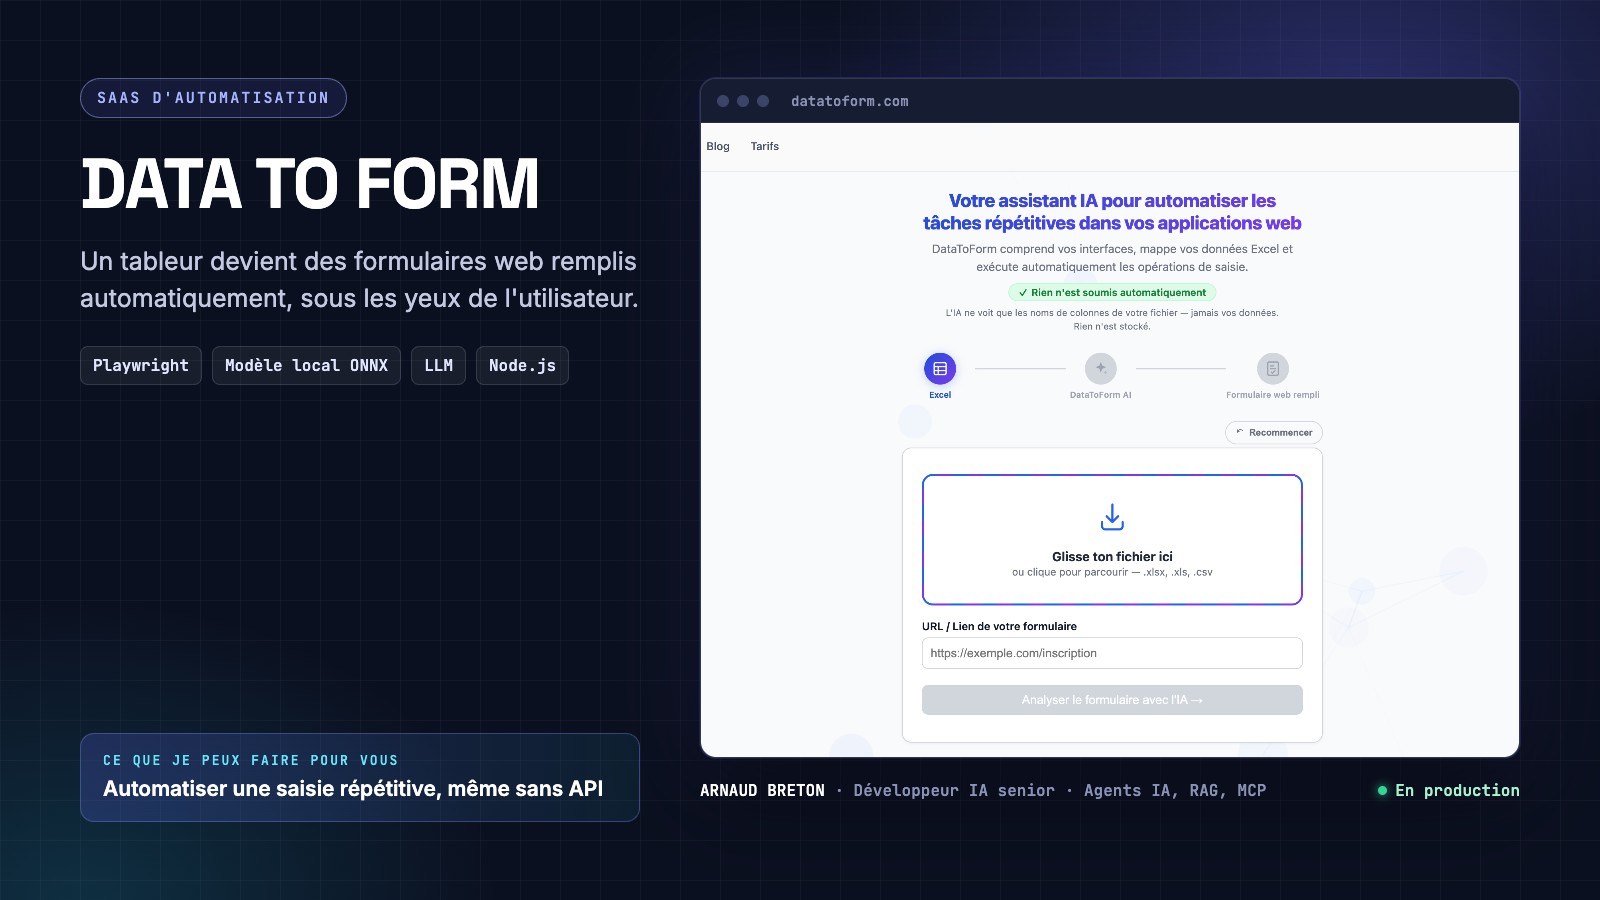 SAAS D'AUTOMATISATION
DATA TO FORM
Un tableur devient des formulaires web remplis
automatiquement, sous les yeux de l'utilisateur.
Playwright
Modèle local ONNX
LLM
Node.js
CE QUE JE PEUX FAIRE POUR VOUS
Automatiser une saisie répétitive, même sans API
datatoform.com
Blog
Tarifs
Votre assistant IA pour automatiser les
tâches répétitives dans vos applications web
DataToForm comprend vos interfaces, mappe vos données Excel et
exécute automatiquement les opérations de saisie.
✓ Rien n'est soumis automatiquement
L'IA ne voit que les noms de colonnes de votre fichier — jamais vos données.
Rien n'est stocké.
Excel
DataToForm AI
Formulaire web rempli
Recommencer
Glisse ton fichier ici
ou clique pour parcourir — .xlsx, .xls, .csv
URL / Lien de votre formulaire
https://exemple.com/inscription
Analyser le formulaire avec l'IA →
ARNAUD BRETON · Développeur IA senior · Agents IA, RAG, MCP
En production